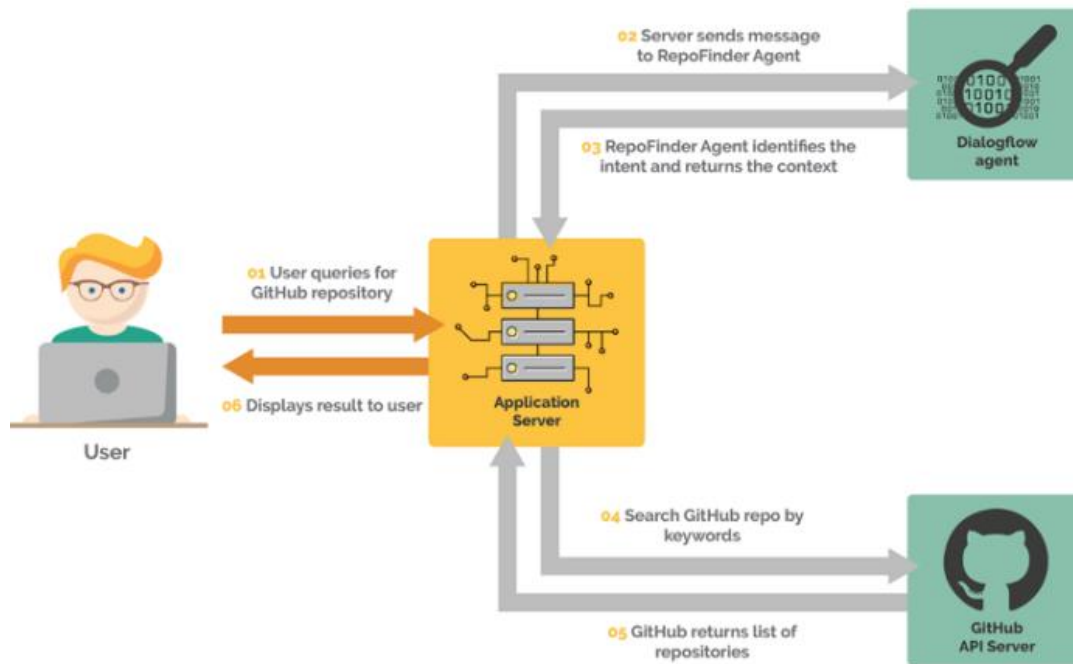 02 Server sends message
to RepoFinder Agent
Dialogflow
agent
03 RepoFinder Agent identifies the
intent and returns the context
01 User queries for
GitHub repository
06 Displays result to user
Application
Server
User
04 Search GitHub repo by
keywords
05 GitHub returns list of
repositories
GitHub
API Server